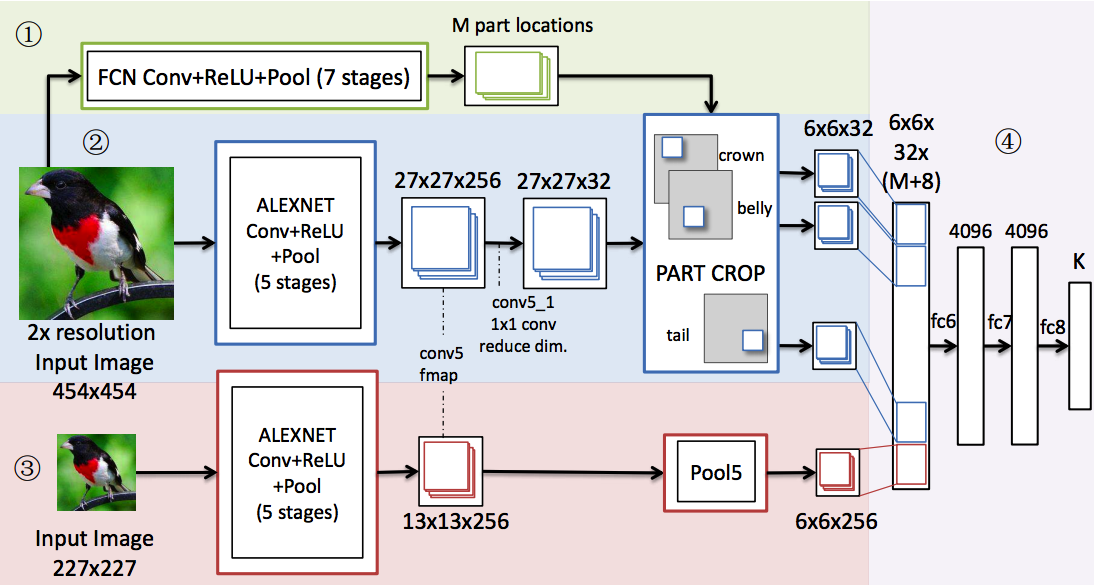 ①
M part locations
FCN Conv+ReLU+Pool (7 stages)
②
2x resolution
Input Image
454x454
ALEXNET
Conv+ReLU
+Pool
(5 stages)
27x27x256
27x27x32
conv5_1
1x1 conv
reduce dim.
conv5
fmap
crown
belly
PART CROP
tail
6x6x32
③
Input Image
227x227
ALEXNET
Conv+ReLU
+Pool
(5 stages)
13x13x256
Pool5
6x6x256
④
6x6x
32x
(M+8)
4096
4096
K
fc6
fc7
fc8